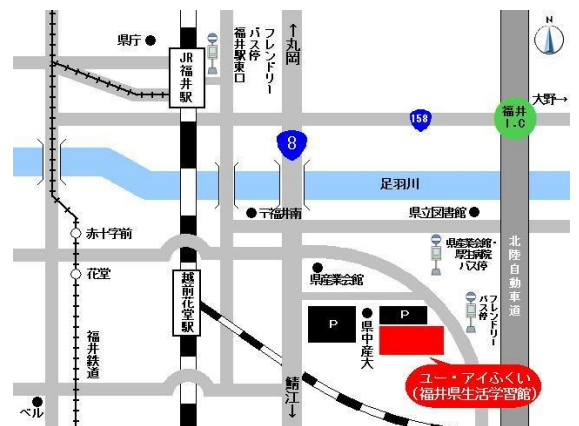 県庁
JR福井駅
フレンドリーバス停
福井駅東口
↑丸岡
N
大野→
福井
I.C
158
8
足羽川
〒福井南
県立図書館
赤十字前
花堂
福井鉄道
越前花堂駅
県産業会館
県産業会館・
厚生病院
バス停
北陸自動車道
フレンドリー
バス停
P
P
県中産大
ユー・アイふくい
(福井県生活学習館)
鯖江↓
ベル